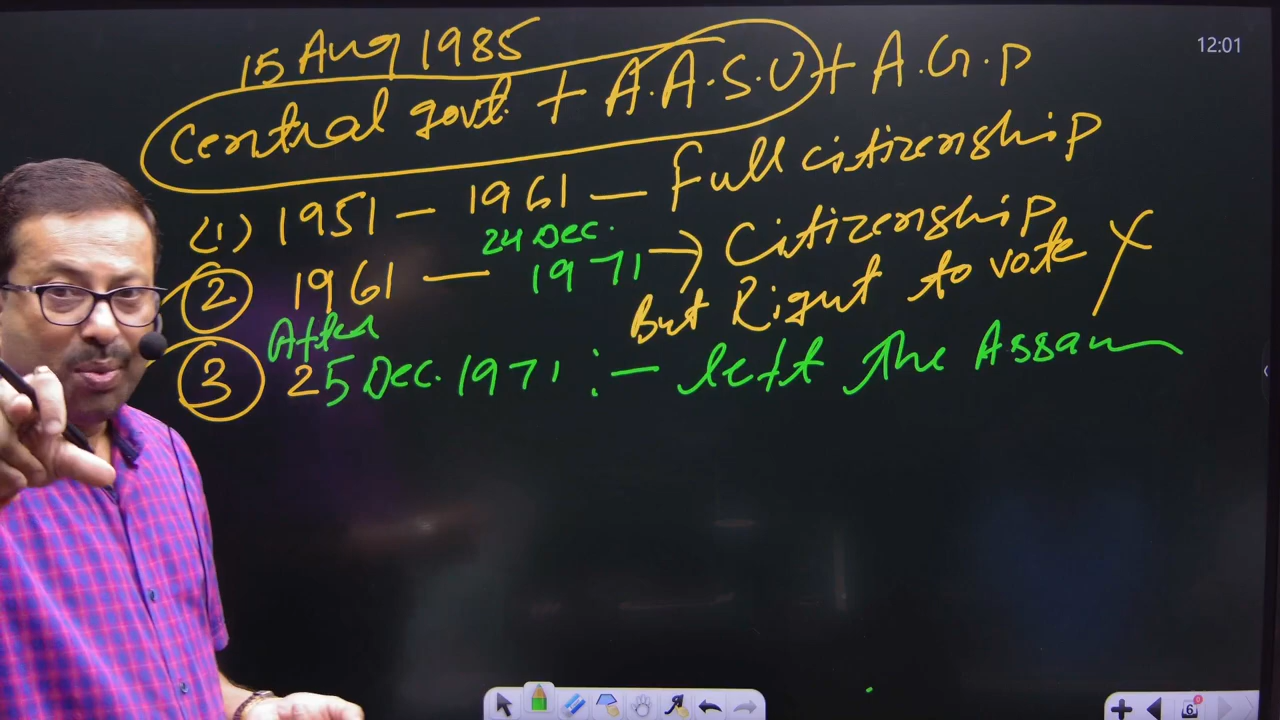 12:01
15 Aug 1985
Central govt. + A.A.S.U + A.G.P
(1) 1951 — 1961 — Full citizenship
24 Dec.
2 1961 — 1971 → Citizenship
But Right to vote X
After
3 25 Dec. 1971 :- left the Assam
6